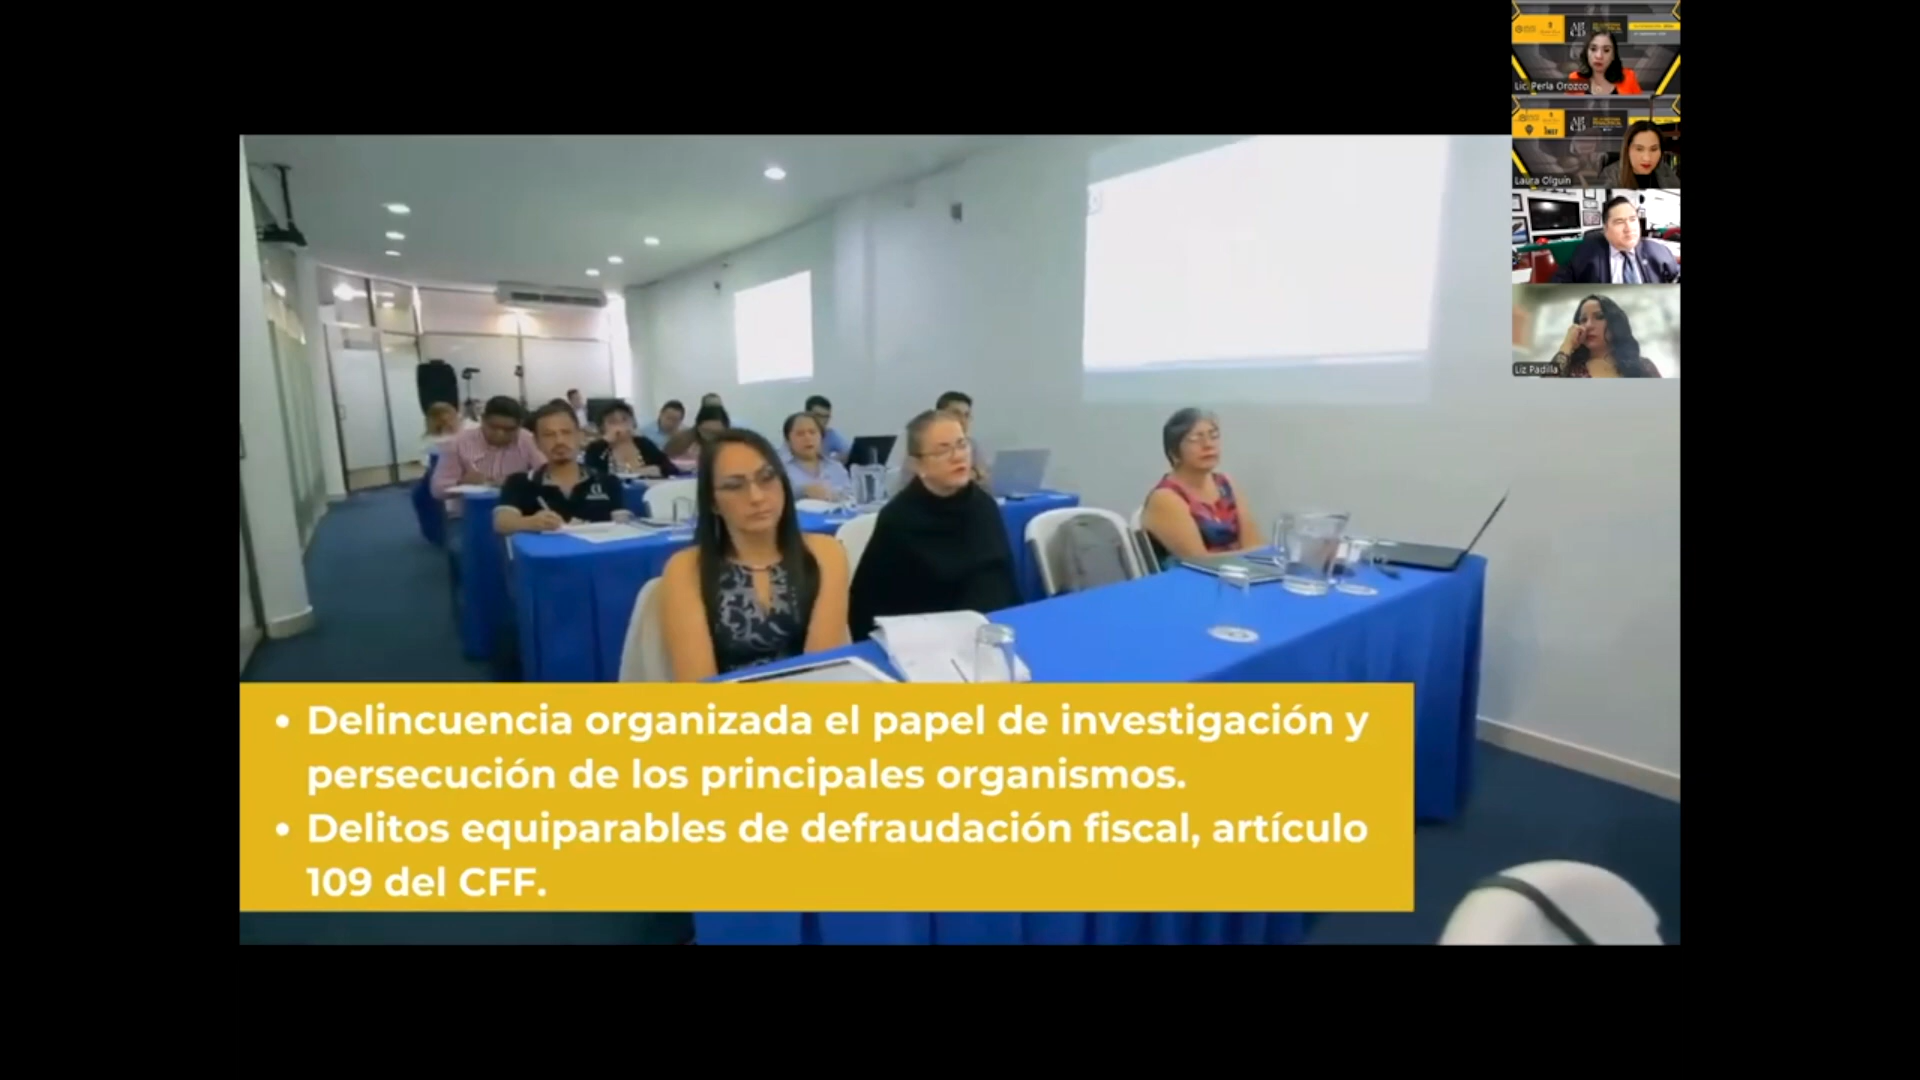 Lic. Perla Orozco
Laura Olguín
Liz Padilla
• Delincuencia organizada el papel de investigación y
persecución de los principales organismos.
• Delitos equiparables de defraudación fiscal, artículo
109 del CFF.